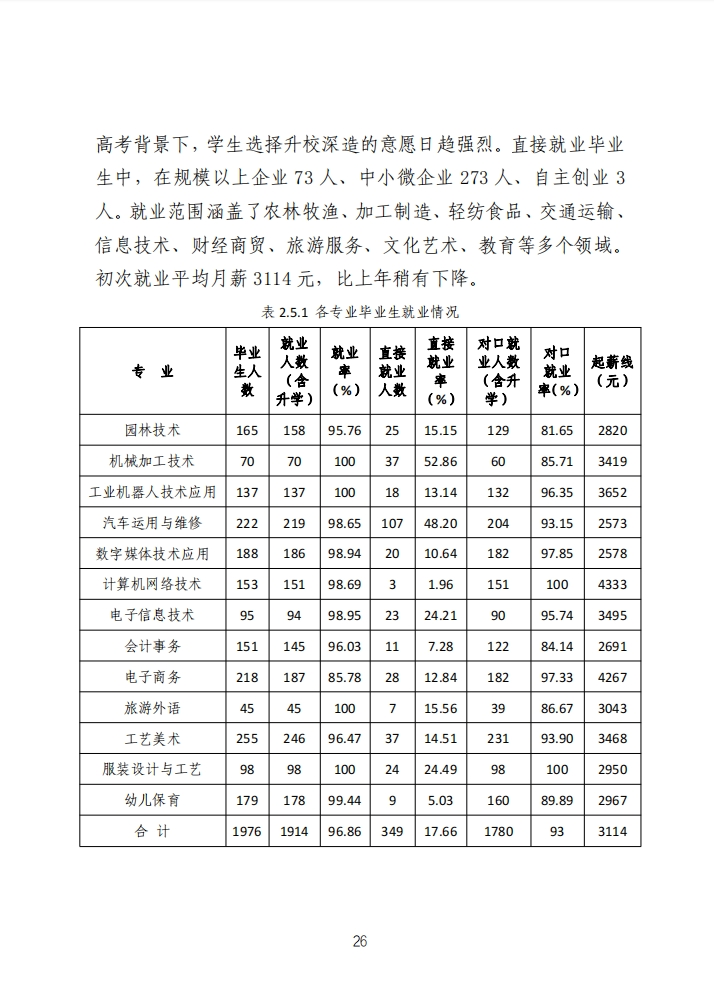 高考背景下，学生选择升校深造的意愿日趋强烈。直接就业毕业
生中，在规模以上企业 73 人、中小微企业 273 人、自主创业 3
人。就业范围涵盖了农林牧渔、加工制造、轻纺食品、交通运输、
信息技术、财经商贸、旅游服务、文化艺术、教育等多个领域。
初次就业平均月薪 3114 元，比上年稍有下降。
表 2.5.1 各专业毕业生就业情况
专 业 毕业生人数 就业人数（含升学） 就业率（%） 直接就业人数 直接就业率（%） 对口就业人数（含升学） 对口就业率（%） 起薪线（元）
园林技术 165 158 95.76 25 15.15 129 81.65 2820
机械加工技术 70 70 100 37 52.86 60 85.71 3419
工业机器人技术应用 137 137 100 18 13.14 132 96.35 3652
汽车运用与维修 222 219 98.65 107 48.20 204 93.15 2573
数字媒体技术应用 188 186 98.94 20 10.64 182 97.85 2578
计算机网络技术 153 151 98.69 3 1.96 151 100 4333
电子信息技术 95 94 98.95 23 24.21 90 95.74 3495
会计事务 151 145 96.03 11 7.28 122 84.14 2691
电子商务 218 187 85.78 28 12.84 182 97.33 4267
旅游外语 45 45 100 7 15.56 39 86.67 3043
工艺美术 255 246 96.47 37 14.51 231 93.90 3468
服装设计与工艺 98 98 100 24 24.49 98 100 2950
幼儿保育 179 178 99.44 9 5.03 160 89.89 2967
合 计 1976 1914 96.86 349 17.66 1780 93 3114
26